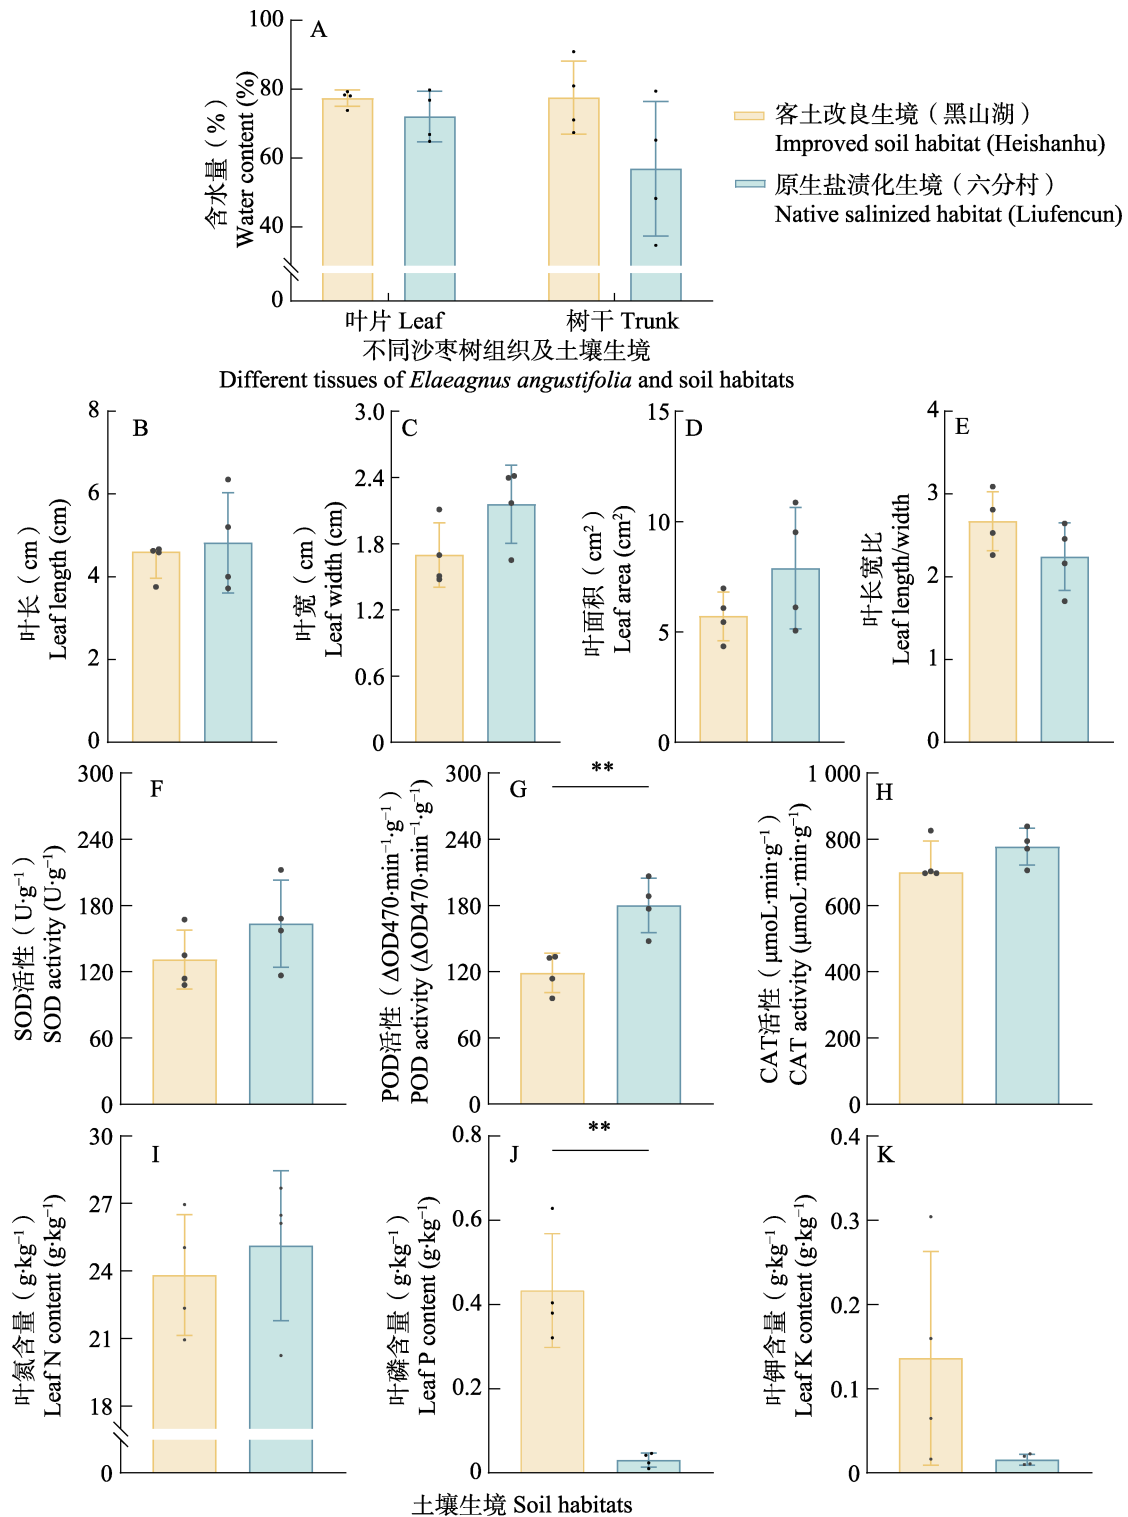 A
100
80
60
40
0
含水量（%）
Water content (%)
客土改良生境（黑山湖）
Improved soil habitat (Heishanhu)
原生盐渍化生境（六分村）
Native salinized habitat (Liufencun)
叶片 Leaf
树干 Trunk
不同沙枣树组织及土壤生境
Different tissues of Elaeagnus angustifolia and soil habitats
B
8
6
4
2
0
叶长（cm）
Leaf length (cm)
C
3.0
2.4
1.8
1.2
0.6
0
叶宽（cm）
Leaf width (cm)
D
15
10
5
0
叶面积（cm²）
Leaf area (cm²)
E
4
3
2
1
0
叶长宽比
Leaf length/width
F
300
240
180
120
60
0
SOD活性（U·g⁻¹）
SOD activity (U·g⁻¹)
G
**
300
240
180
120
60
0
POD活性（ΔOD470·min⁻¹·g⁻¹）
POD activity (ΔOD470·min⁻¹·g⁻¹)
H
1 000
800
600
400
200
0
CAT活性（μmoL·min·g⁻¹）
CAT activity (μmoL·min·g⁻¹)
I
30
27
24
21
18
0
叶氮含量（g·kg⁻¹）
Leaf N content (g·kg⁻¹)
J
**
0.8
0.6
0.4
0.2
0
叶磷含量（g·kg⁻¹）
Leaf P content (g·kg⁻¹)
K
0.4
0.3
0.2
0.1
0
叶钾含量（g·kg⁻¹）
Leaf K content (g·kg⁻¹)
土壤生境 Soil habitats